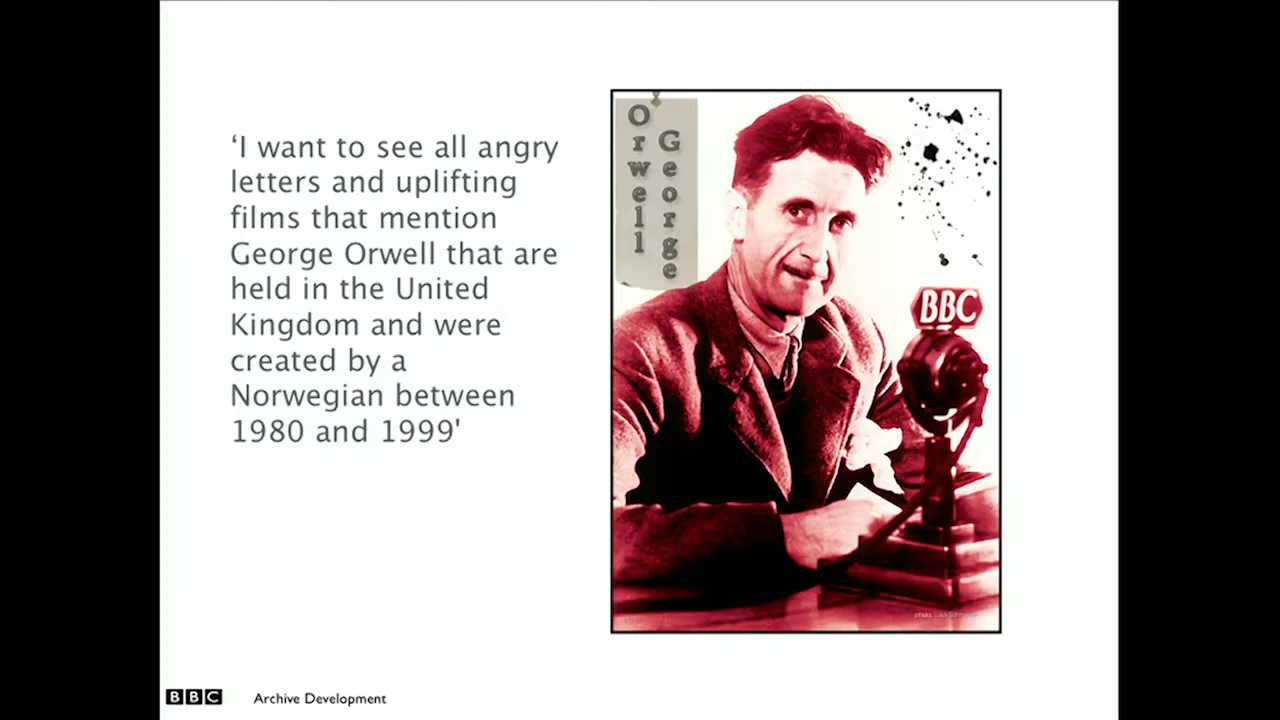 ‘I want to see all angry
letters and uplifting
films that mention
George Orwell that are
held in the United
Kingdom and were
created by a
Norwegian between
1980 and 1999'
Orwell
George
BBC
BBC Archive Development